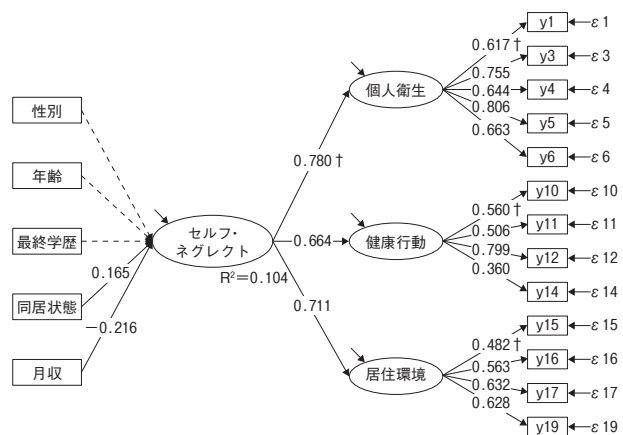 性別
年齢
最終学歴
同居状態
月収
0.165
−0.216
セルフ・
ネグレクト
R²＝0.104
0.780†
0.664
0.711
個人衛生
健康行動
居住環境
0.617†
0.755
0.644
0.806
0.663
0.560†
0.506
0.799
0.360
0.482†
0.563
0.632
0.628
y1 ε1
y3 ε3
y4 ε4
y5 ε5
y6 ε6
y10 ε10
y11 ε11
y12 ε12
y14 ε14
y15 ε15
y16 ε16
y17 ε17
y19 ε19